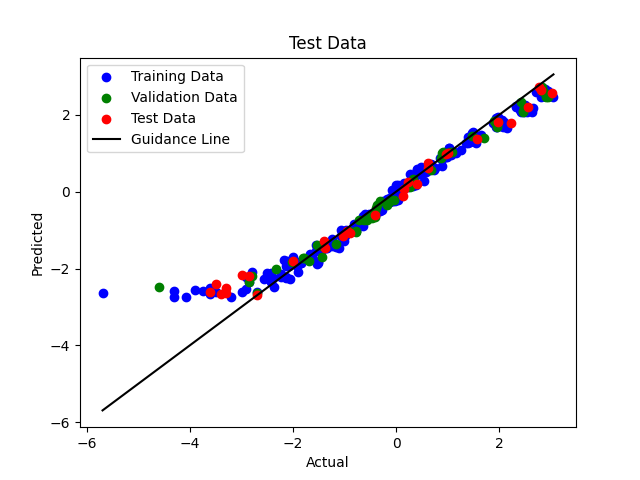 Test Data
Training Data
Validation Data
Test Data
Guidance Line
Predicted
2
0
−2
−4
−6
−6 −4 −2 0 2
Actual